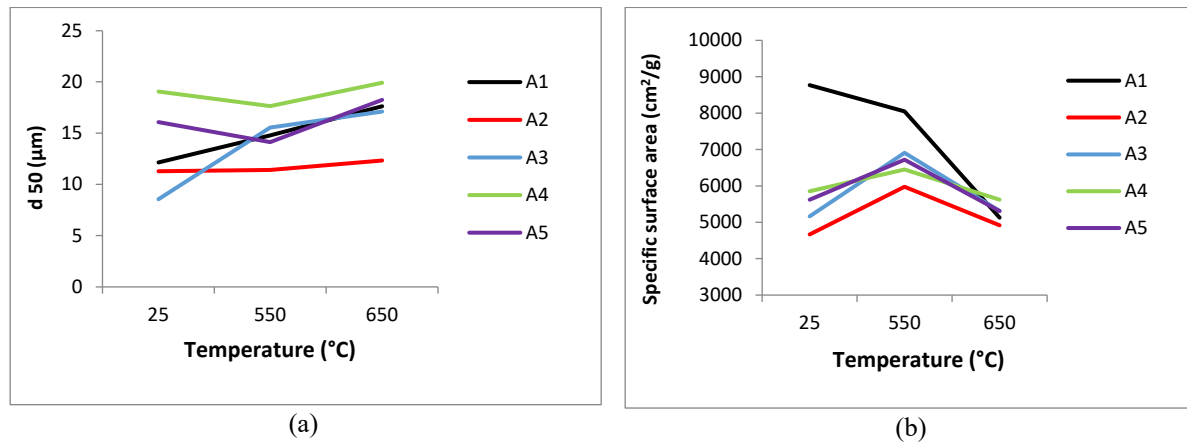 d 50 (µm)
25
20
15
10
5
0
25 550 650
Temperature (°C)
A1
A2
A3
A4
A5
(a)
Specific surface area (cm²/g)
10000
9000
8000
7000
6000
5000
4000
3000
25 550 650
Temperature (°C)
A1
A2
A3
A4
A5
(b)